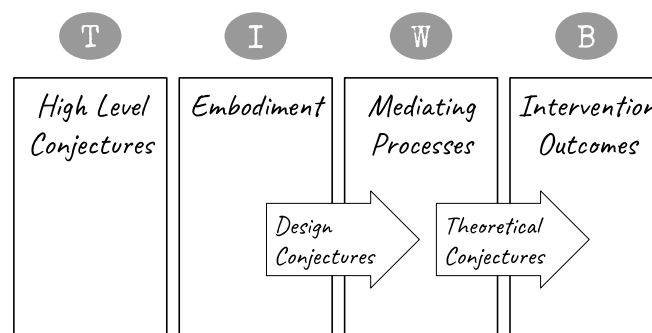 T I W B
High Level
Conjectures
Embodiment
Mediating
Processes
Intervention
Outcomes
Design
Conjectures
Theoretical
Conjectures